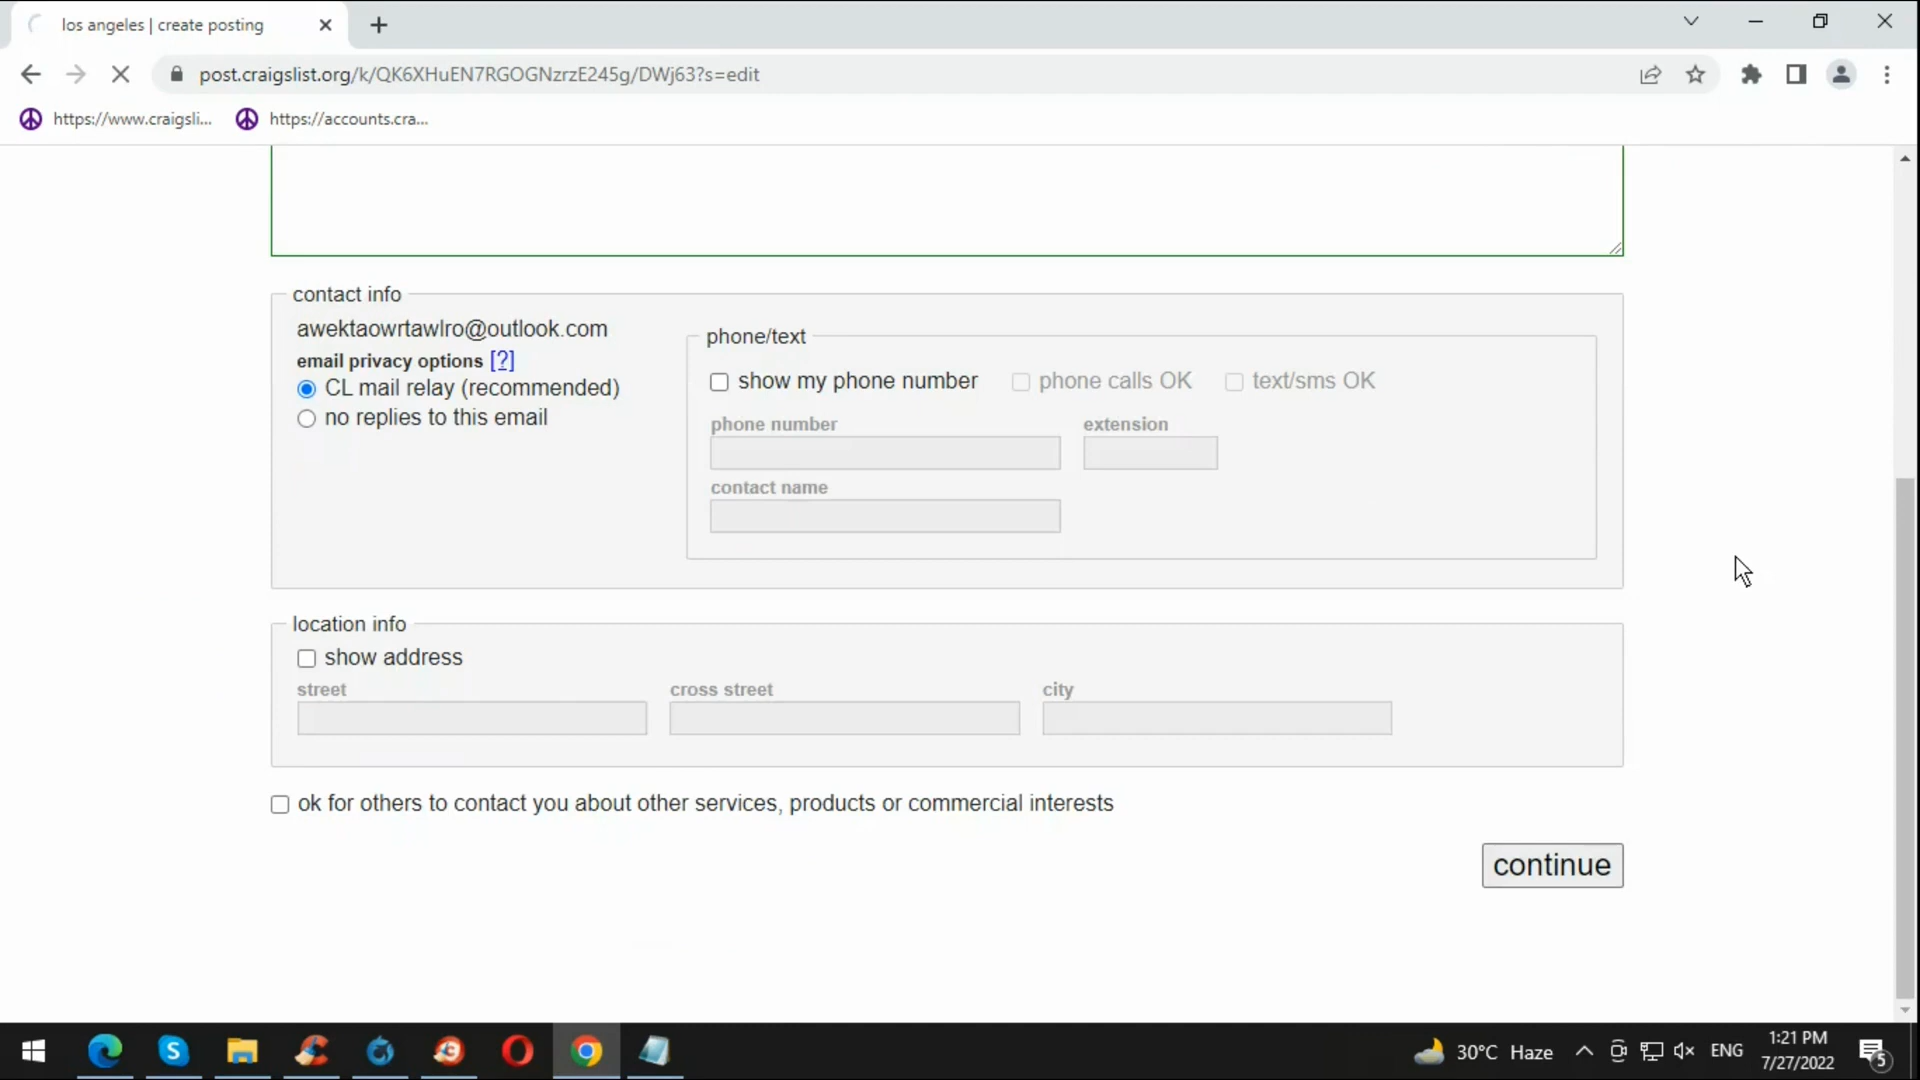 los angeles | create posting
post.craigslist.org/k/QK6XHuEN7RGOGNzrzE245g/DWj63?s=edit
https://www.craigsli... https://accounts.cra...
contact info
awektaowrtawlro@outlook.com
email privacy options [?]
CL mail relay (recommended)
no replies to this email
phone/text
show my phone number phone calls OK text/sms OK
phone number extension
contact name
location info
show address
street cross street city
ok for others to contact you about other services, products or commercial interests
continue
30°C Haze ENG 1:21 PM
7/27/2022
5